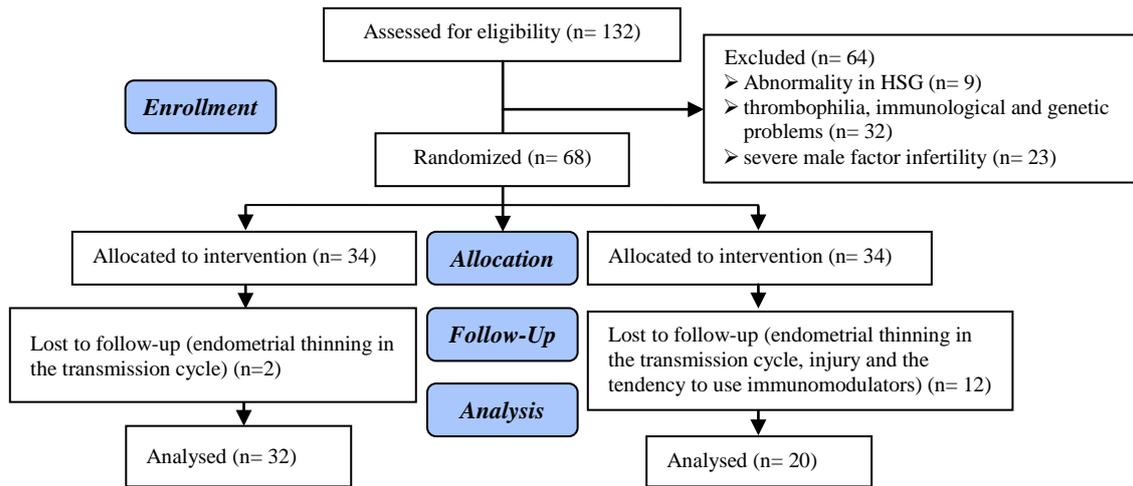 Assessed for eligibility (n= 132)
Excluded (n= 64)
➢ Abnormality in HSG (n= 9)
➢ thrombophilia, immunological and genetic
problems (n= 32)
➢ severe male factor infertility (n= 23)
Enrollment
Randomized (n= 68)
Allocated to intervention (n= 34)
Allocation
Allocated to intervention (n= 34)
Lost to follow-up (endometrial thinning in
the transmission cycle) (n=2)
Follow-Up
Lost to follow-up (endometrial thinning in
the transmission cycle, injury and the
tendency to use immunomodulators) (n= 12)
Analysis
Analysed (n= 32)
Analysed (n= 20)